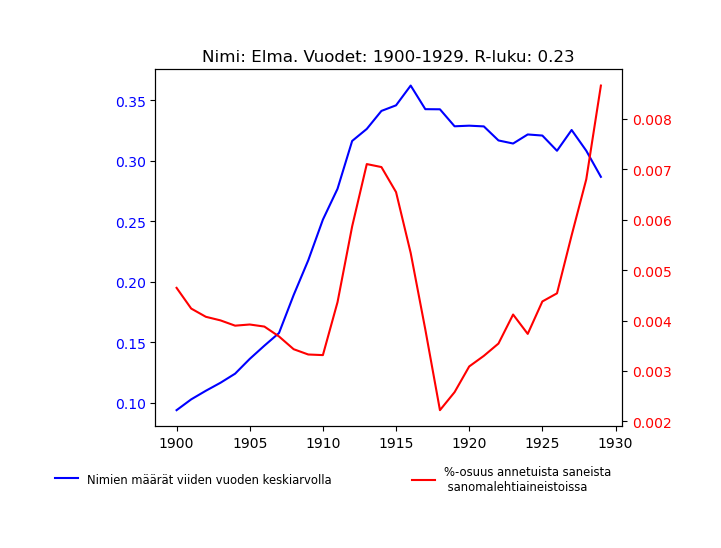 Nimi: Elma. Vuodet: 1900-1929. R-luku: 0.23
0.35
0.30
0.25
0.20
0.15
0.10
0.008
0.007
0.006
0.005
0.004
0.003
0.002
1900 1905 1910 1915 1920 1925 1930
Nimien määrät viiden vuoden keskiarvolla
%-osuus annetuista saneista
sanomalehtiaineistoissa